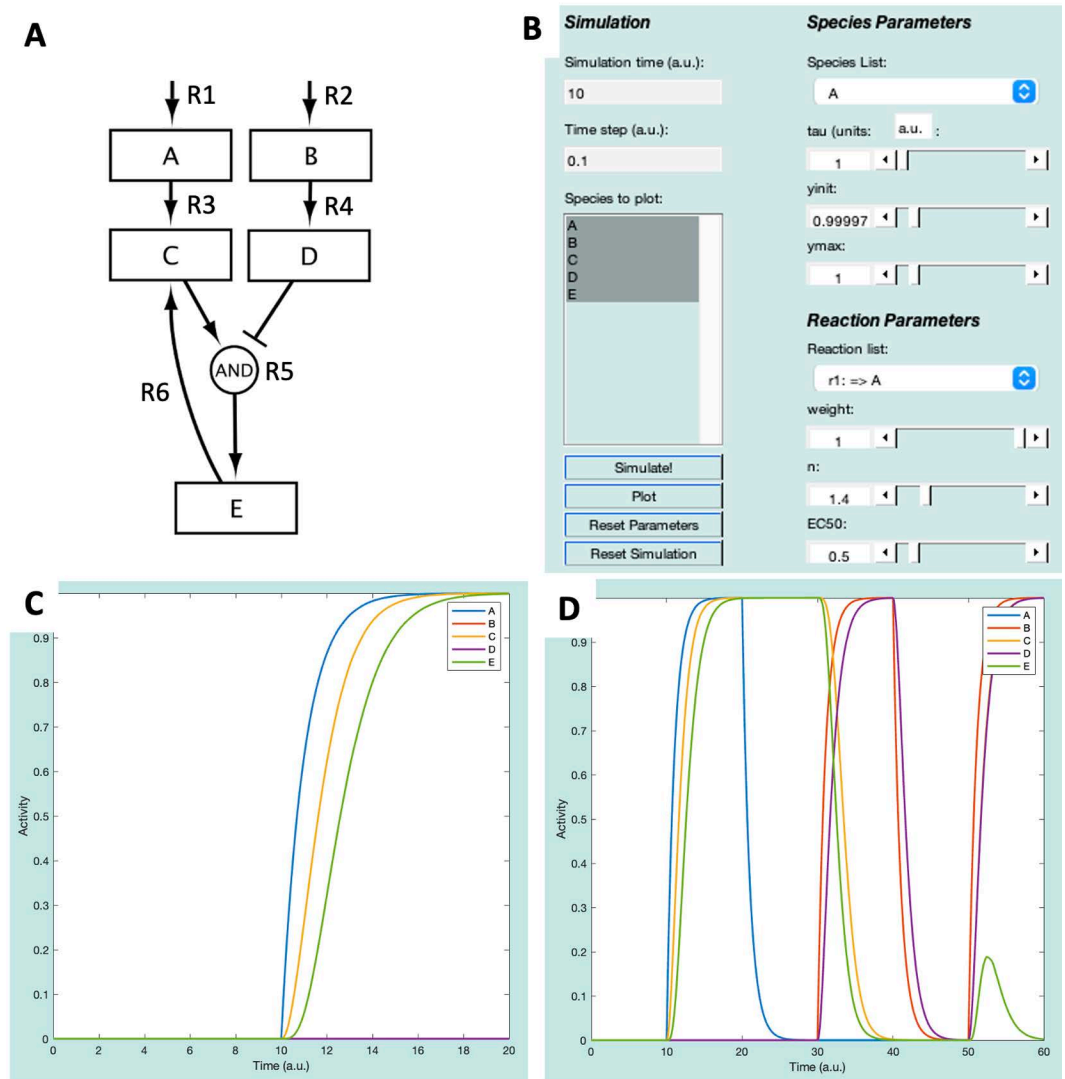 A
R1
R2
A
B
R3
R4
C
D
AND
R5
R6
E
B
Simulation
Simulation time (a.u.):
10
Time step (a.u.):
0.1
Species to plot:
A
B
C
D
E
Simulate!
Plot
Reset Parameters
Reset Simulation
Species Parameters
Species List:
A
tau (units: a.u. :
1
yinit:
0.99997
ymax:
1
Reaction Parameters
Reaction list:
r1: => A
weight:
1
n:
1.4
EC50:
0.5
C
0.9
0.8
0.7
0.6
0.5
0.4
0.3
0.2
0.1
0
Activity
0 2 4 6 8 10 12 14 16 18 20
Time (a.u.)
A
B
C
D
E
D
0.9
0.8
0.7
0.6
0.5
0.4
0.3
0.2
0.1
0
Activity
0 10 20 30 40 50 60
Time (a.u.)
A
B
C
D
E